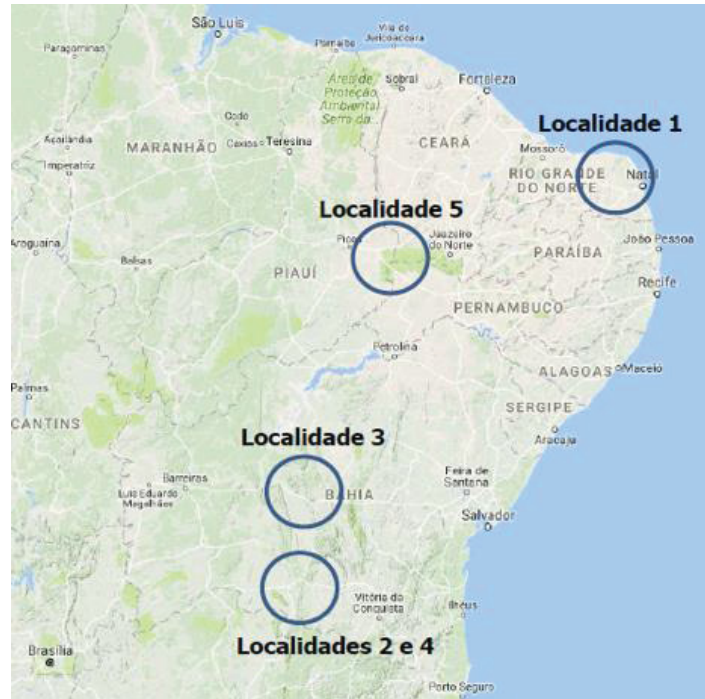 São Luís
Vila de
Jericoacoara
Parnaíba
Paragominas
Área de
Proteção
Ambiental
Serra da...
Sobral
Fortaleza
Localidade 1
Codó
Açailândia
MARANHÃO
Caxias
Teresina
CEARÁ
Mossoró
Imperatriz
RIO GRANDE
DO NORTE
Natal
Localidade 5
Picos
Juazeiro
do Norte
João Pessoa
Araguaína
Balsas
PARAÍBA
PIAUÍ
Recife
PERNAMBUCO
Petrolina
ALAGOAS
Maceió
Palmas
CANTINS
SERGIPE
Aracaju
Localidade 3
Barreiras
Feira de
Santana
Luís Eduardo
Magalhães
BAHIA
Salvador
Vitória da
Conquista
Ilhéus
Localidades 2 e 4
Brasília
Porto Seguro